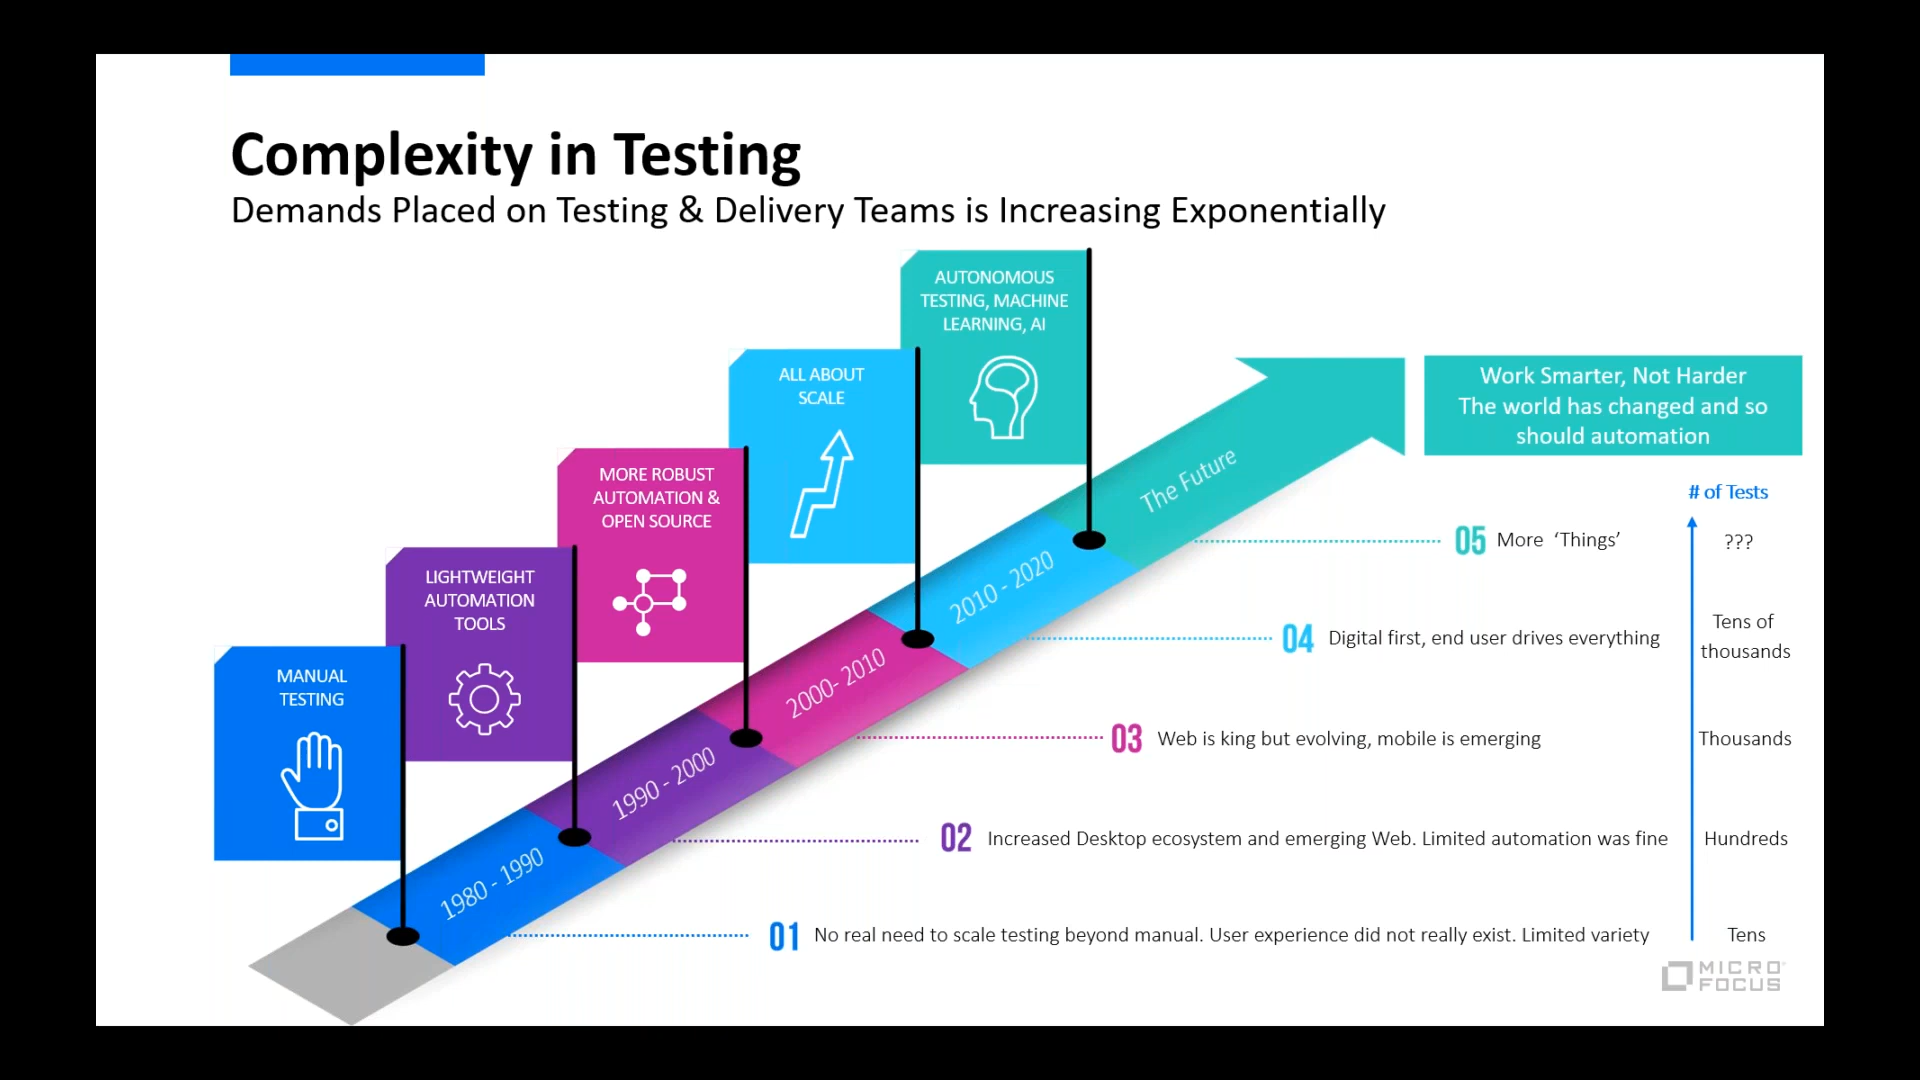 Complexity in Testing
Demands Placed on Testing & Delivery Teams is Increasing Exponentially
AUTONOMOUS
TESTING, MACHINE
LEARNING, AI
ALL ABOUT
SCALE
MORE ROBUST
AUTOMATION &
OPEN SOURCE
LIGHTWEIGHT
AUTOMATION
TOOLS
MANUAL
TESTING
1980 - 1990
1990 - 2000
2000- 2010
2010 - 2020
The Future
Work Smarter, Not Harder
The world has changed and so
should automation
# of Tests
05 More ‘Things’
???
04 Digital first, end user drives everything
Tens of
thousands
03 Web is king but evolving, mobile is emerging
Thousands
02 Increased Desktop ecosystem and emerging Web. Limited automation was fine
Hundreds
01 No real need to scale testing beyond manual. User experience did not really exist. Limited variety
Tens
MICRO
FOCUS